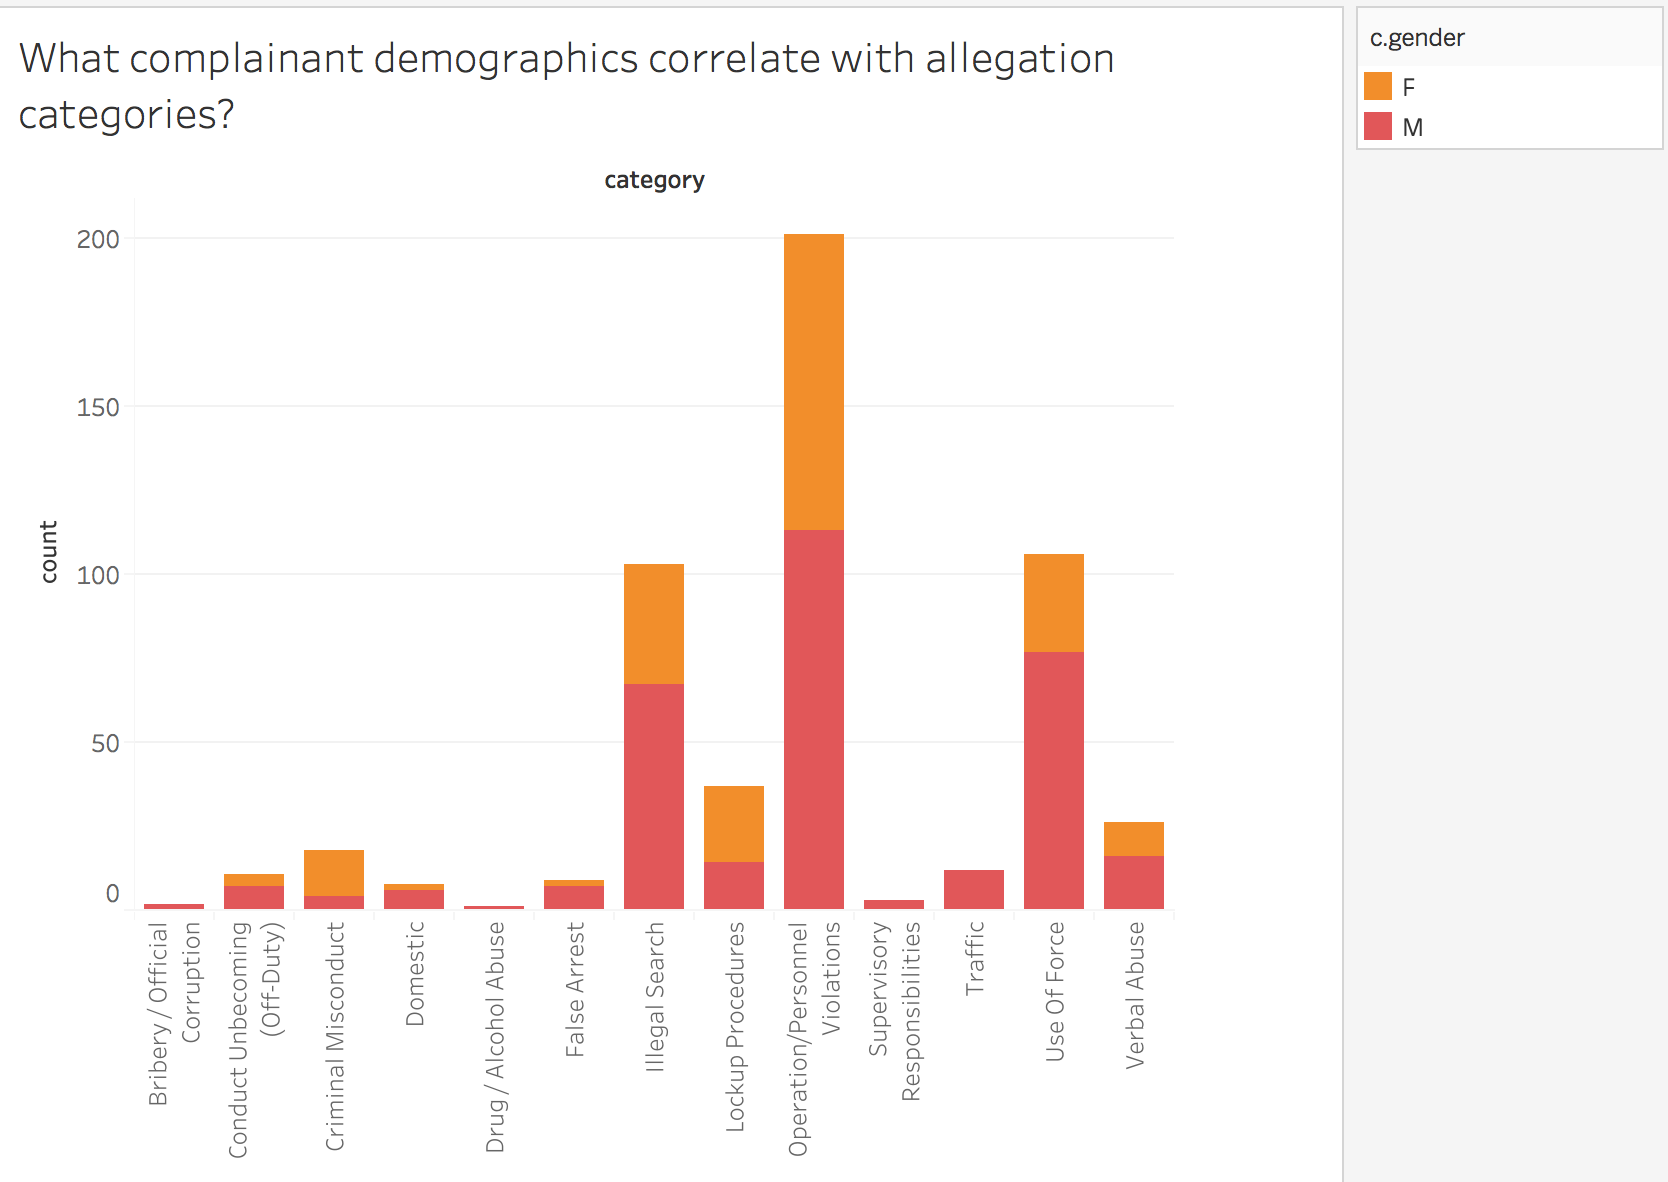 What complainant demographics correlate with allegation
categories?
c.gender
F
M
category
count
200
150
100
50
0
Bribery / Official
Corruption
Conduct Unbecoming
(Off-Duty)
Criminal Misconduct
Domestic
Drug / Alcohol Abuse
False Arrest
Illegal Search
Lockup Procedures
Operation/Personnel
Violations
Supervisory
Responsibilities
Traffic
Use Of Force
Verbal Abuse